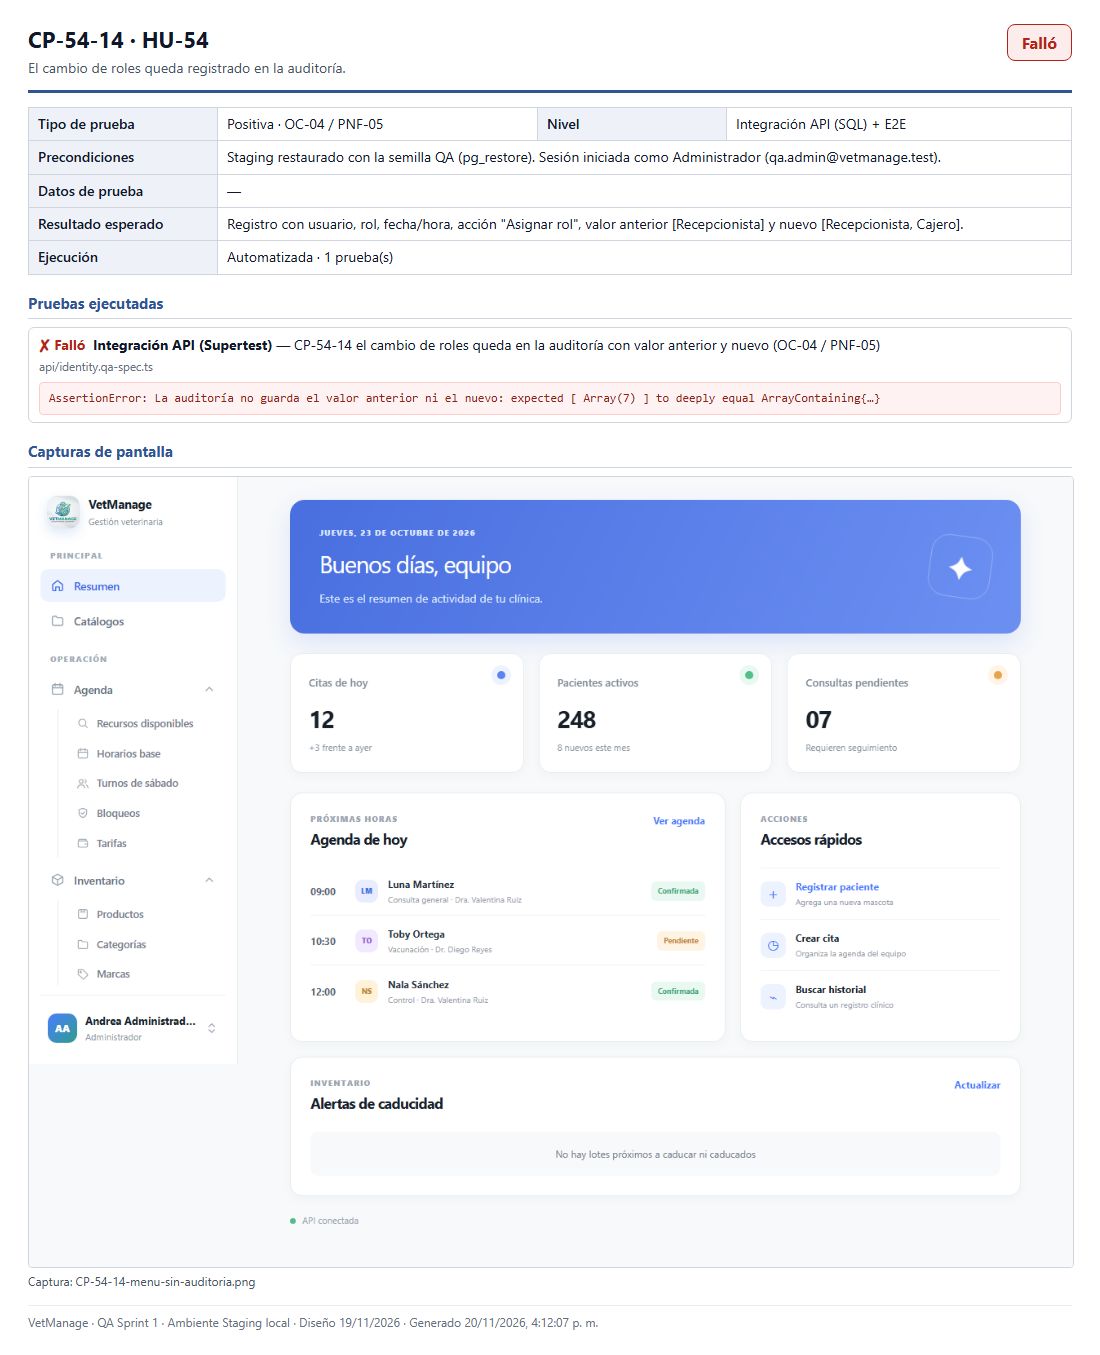 CP-54-14 · HU-54
Falló
El cambio de roles queda registrado en la auditoría.
Tipo de prueba
Positiva · OC-04 / PNF-05
Nivel
Integración API (SQL) + E2E
Precondiciones
Staging restaurado con la semilla QA (pg_restore). Sesión iniciada como Administrador (qa.admin@vetmanage.test).
Datos de prueba
—
Resultado esperado
Registro con usuario, rol, fecha/hora, acción "Asignar rol", valor anterior [Recepcionista] y nuevo [Recepcionista, Cajero].
Ejecución
Automatizada · 1 prueba(s)
Pruebas ejecutadas
✗ Falló Integración API (Supertest) — CP-54-14 el cambio de roles queda en la auditoría con valor anterior y nuevo (OC-04 / PNF-05)
api/identity.qa-spec.ts
AssertionError: La auditoría no guarda el valor anterior ni el nuevo: expected [ Array(7) ] to deeply equal ArrayContaining{…}
Capturas de pantalla
VETMANAGE
VetManage
Gestión veterinaria
PRINCIPAL
Resumen
Catálogos
OPERACIÓN
Agenda
Recursos disponibles
Horarios base
Turnos de sábado
Bloqueos
Tarifas
Inventario
Productos
Categorías
Marcas
AA
Andrea Administrad...
Administrador
JUEVES, 23 DE OCTUBRE DE 2026
Buenos días, equipo
Este es el resumen de actividad de tu clínica.
Citas de hoy
12
+3 frente a ayer
Pacientes activos
248
8 nuevos este mes
Consultas pendientes
07
Requieren seguimiento
PRÓXIMAS HORAS
Agenda de hoy
Ver agenda
09:00
LM
Luna Martínez
Consulta general · Dra. Valentina Ruiz
Confirmada
10:30
TO
Toby Ortega
Vacunación · Dr. Diego Reyes
Pendiente
12:00
NS
Nala Sánchez
Control · Dra. Valentina Ruiz
Confirmada
ACCIONES
Accesos rápidos
Registrar paciente
Agrega una nueva mascota
Crear cita
Organiza la agenda del equipo
Buscar historial
Consulta un registro clínico
INVENTARIO
Alertas de caducidad
Actualizar
No hay lotes próximos a caducar ni caducados
API conectada
Captura: CP-54-14-menu-sin-auditoria.png
VetManage · QA Sprint 1 · Ambiente Staging local · Diseño 19/11/2026 · Generado 20/11/2026, 4:12:07 p. m.